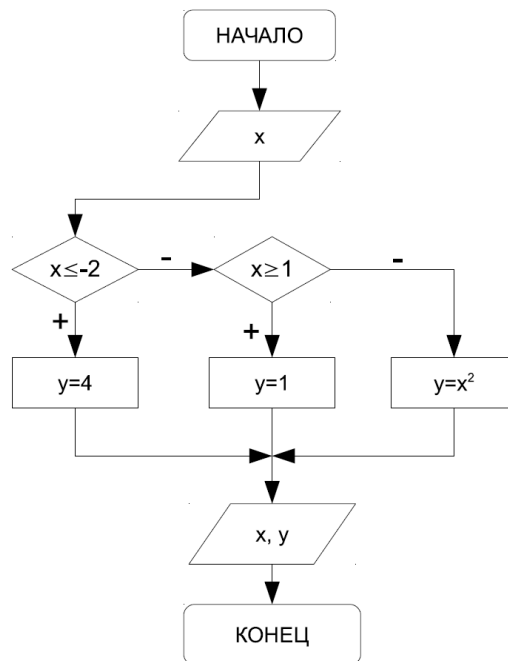 НАЧАЛО
x
x≤-2
-
x≥1
-
+
+
y=4
y=1
y=x²
x, y
КОНЕЦ